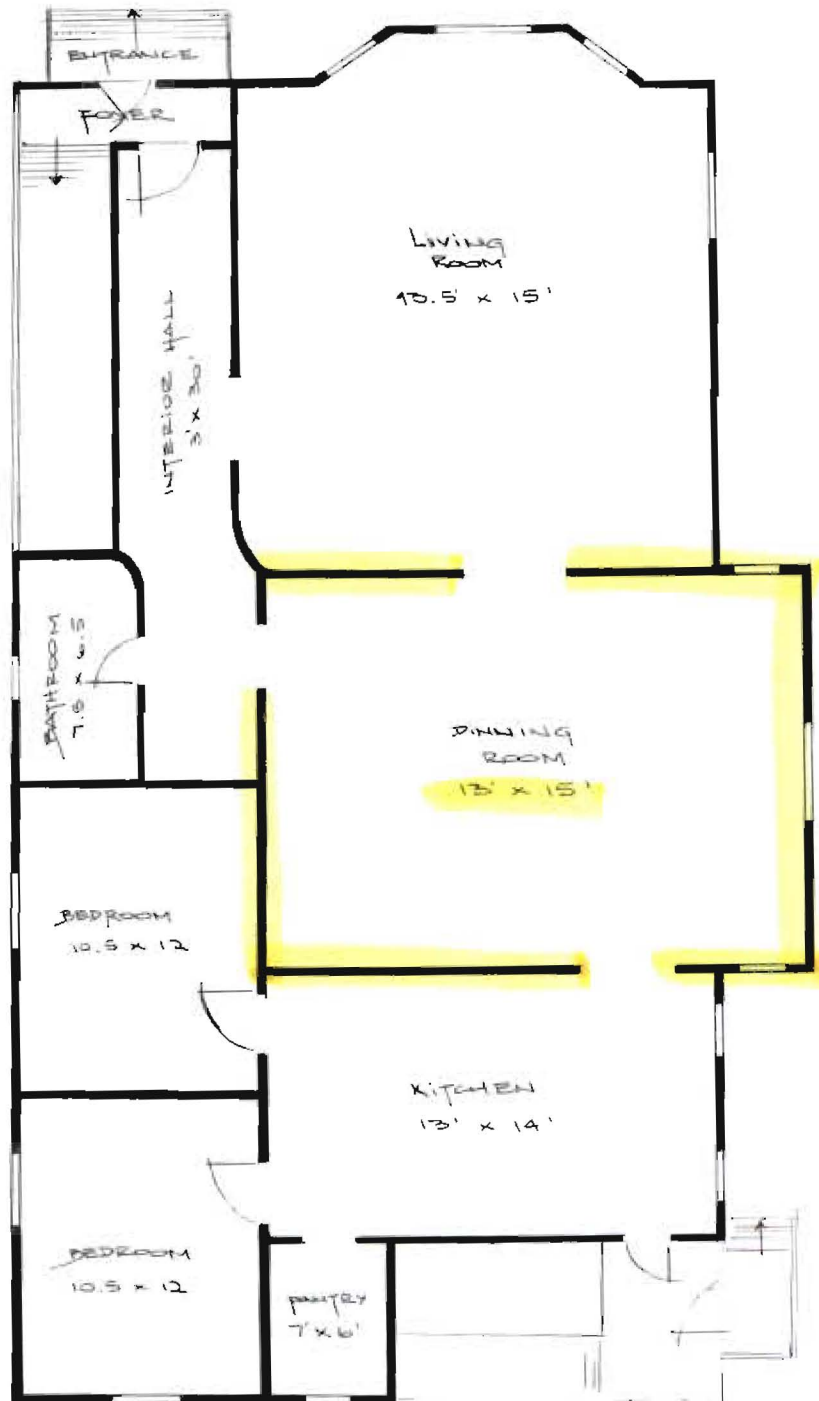 ENTRANCE
FOYER
LIVING
ROOM
13.5' x 15'
INTERIOR HALL
3' x 30'
BATHROOM
7.5 x 6.5
DINNING
ROOM
13' x 15'
BEDROOM
10.5 x 12
KITCHEN
13' x 14'
BEDROOM
10.5 x 12
PANTRY
7' x 6'